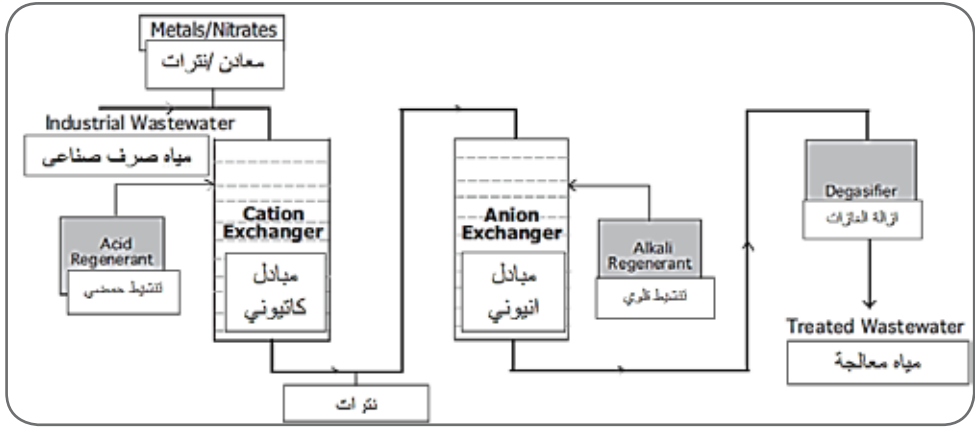 Metals/Nitrates
معادن /نترات
Industrial Wastewater
مياه صرف صناعى
Acid
Regenerant
تنشيط حمضي
Cation
Exchanger
مبادل
كاتيوني
نترات
Anion
Exchanger
مبادل
انيوني
Alkali
Regenerant
تنشيط قلوي
Degasifier
ازالة الغازات
Treated Wastewater
مياه معالجة